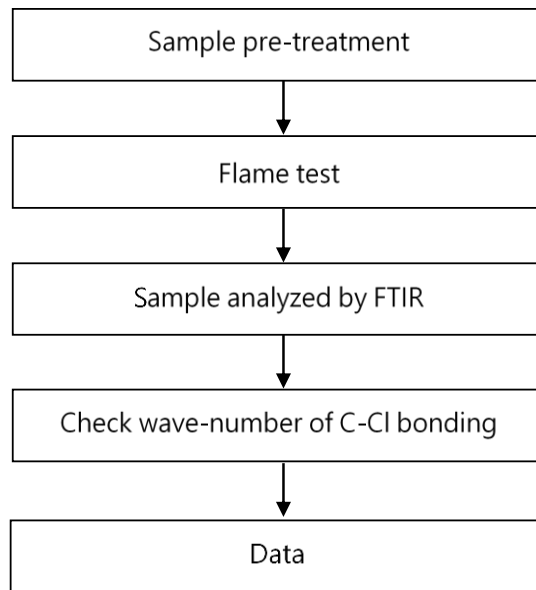 Sample pre-treatment
Flame test
Sample analyzed by FTIR
Check wave-number of C-Cl bonding
Data